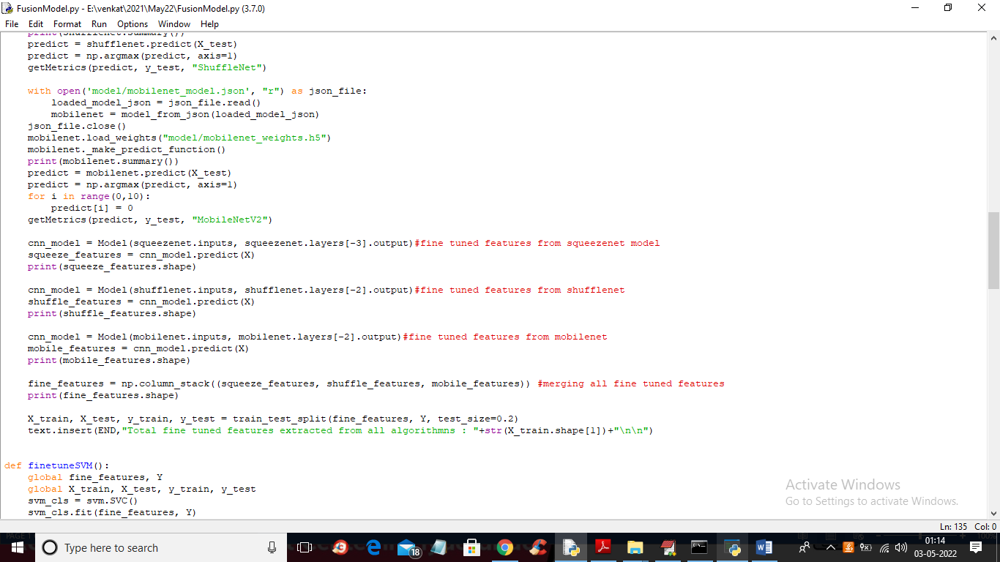 FusionModel.py - E:\venkat\2021\May22\FusionModel.py (3.7.0)
File Edit Format Run Options Window Help
predict = shufflenet.predict(X_test)
predict = np.argmax(predict, axis=1)
getMetrics(predict, y_test, "ShuffleNet")
with open('model/mobilenet_model.json', "r") as json_file:
loaded_model_json = json_file.read()
mobilenet = model_from_json(loaded_model_json)
json_file.close()
mobilenet.load_weights("model/mobilenet_weights.h5")
mobilenet._make_predict_function()
print(mobilenet.summary())
predict = mobilenet.predict(X_test)
predict = np.argmax(predict, axis=1)
for i in range(0,10):
predict[i] = 0
getMetrics(predict, y_test, "MobileNetV2")
cnn_model = Model(squeezenet.inputs, squeezenet.layers[-3].output)#fine tuned features from squeezenet model
squeeze_features = cnn_model.predict(X)
print(squeeze_features.shape)
cnn_model = Model(shufflenet.inputs, shufflenet.layers[-2].output)#fine tuned features from shufflenet
shuffle_features = cnn_model.predict(X)
print(shuffle_features.shape)
cnn_model = Model(mobilenet.inputs, mobilenet.layers[-2].output)#fine tuned features from mobilenet
mobile_features = cnn_model.predict(X)
print(mobile_features.shape)
fine_features = np.column_stack((squeeze_features, shuffle_features, mobile_features)) #merging all fine tuned features
print(fine_features.shape)
X_train, X_test, y_train, y_test = train_test_split(fine_features, Y, test_size=0.2)
text.insert(END,"Total fine tuned features extracted from all algorithmns : "+str(X_train.shape[1])+"\n\n")
def finetuneSVM():
global fine_features, Y
global X_train, X_test, y_train, y_test
svm_cls = svm.SVC()
svm_cls.fit(fine_features, Y)
Activate Windows
Go to Settings to activate Windows.
Ln: 135 Col: 0
Type here to search
18
01:14
03-05-2022